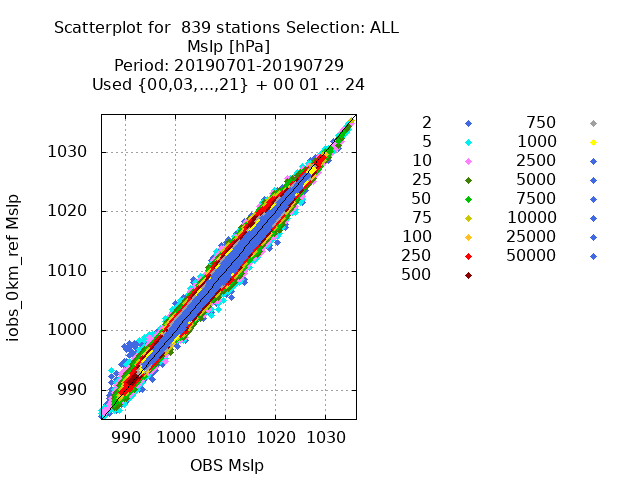 Scatterplot for  839 stations Selection: ALL
Mslp [hPa]
Period: 20190701-20190729
Used {00,03,...,21} + 00 01 ... 24
iobs_0km_ref Mslp
1030
1020
1010
1000
990
990 1000 1010 1020 1030
OBS Mslp
2 750
5 1000
10 2500
25 5000
50 7500
75 10000
100 25000
250 50000
500